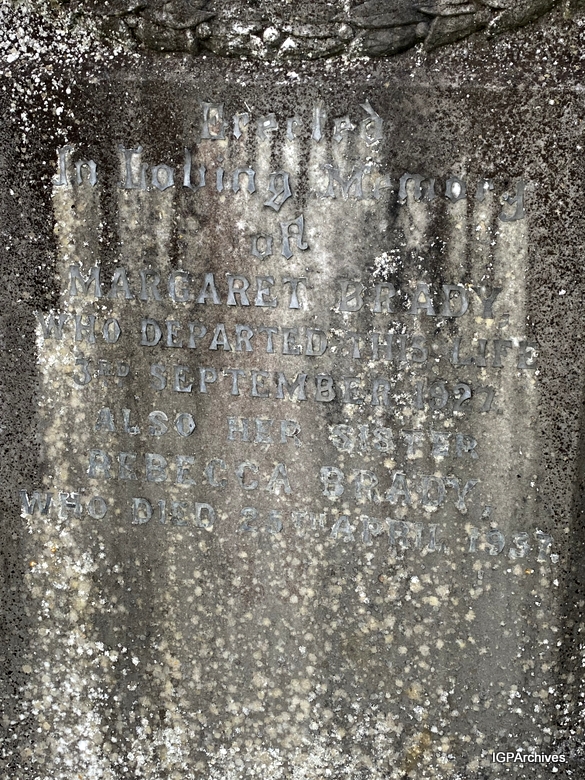 Erected
In Loving Memory
of
MARGARET BRADY,
WHO DEPARTED THIS LIFE
3RD SEPTEMBER 1927.
ALSO HER SISTER
REBECCA BRADY,
WHO DIED APRIL 1937.
IGPArchives